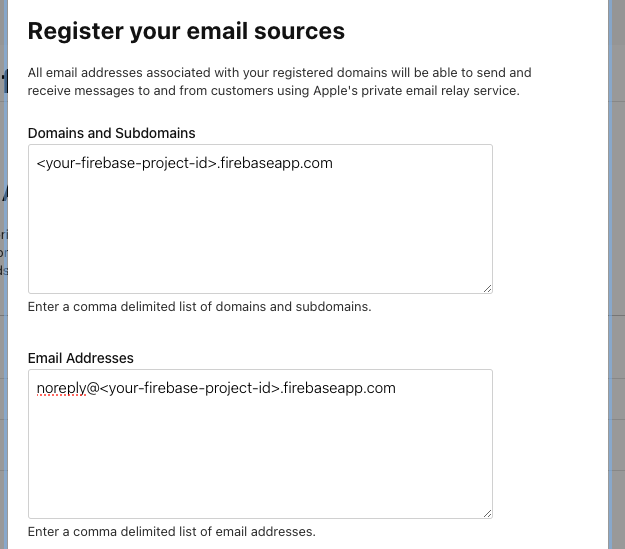 Register your email sources
All email addresses associated with your registered domains will be able to send and
receive messages to and from customers using Apple's private email relay service.
Domains and Subdomains
<your-firebase-project-id>.firebaseapp.com
Enter a comma delimited list of domains and subdomains.
Email Addresses
noreply@<your-firebase-project-id>.firebaseapp.com
Enter a comma delimited list of email addresses.